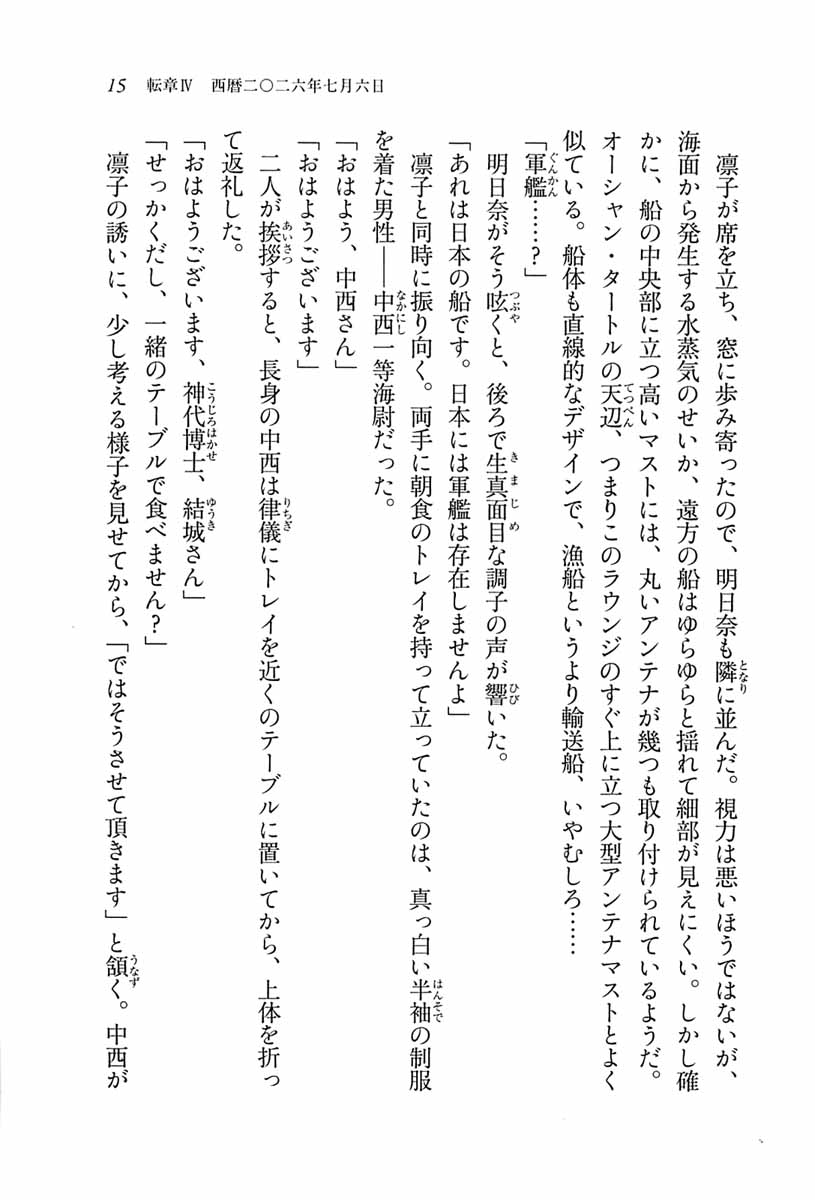 15 転章Ⅳ 西暦二〇二六年七月六日
凛子が席を立ち、窓に歩み寄ったので、明日奈も隣に並んだ。視力は悪いほうではないが、
海面から発生する水蒸気のせいか、遠方の船はゆらゆらと揺れて細部が見えにくい。しかし確
かに、船の中央部に立つ高いマストには、丸いアンテナが幾つも取り付けられているようだ。
オーシャン・タートルの天辺、つまりこのラウンジのすぐ上に立つ大型アンテナマストとよく
似ている。船体も直線的なデザインで、漁船というより輸送船、いやむしろ……
「軍艦……？」
明日奈がそう呟くと、後ろで生真面目な調子の声が響いた。
「あれは日本の船です。日本には軍艦は存在しませんよ」
凛子と同時に振り向く。両手に朝食のトレイを持って立っていたのは、真っ白い半袖の制服
を着た男性――中西一等海尉だった。
「おはよう、中西さん」
「おはようございます」
二人が挨拶すると、長身の中西は律儀にトレイを近くのテーブルに置いてから、上体を折っ
て返礼した。
「おはようございます、神代博士、結城さん」
「せっかくだし、一緒のテーブルで食べません？」
凛子の誘いに、少し考える様子を見せてから、「ではそうさせて頂きます」と頷く。中西が